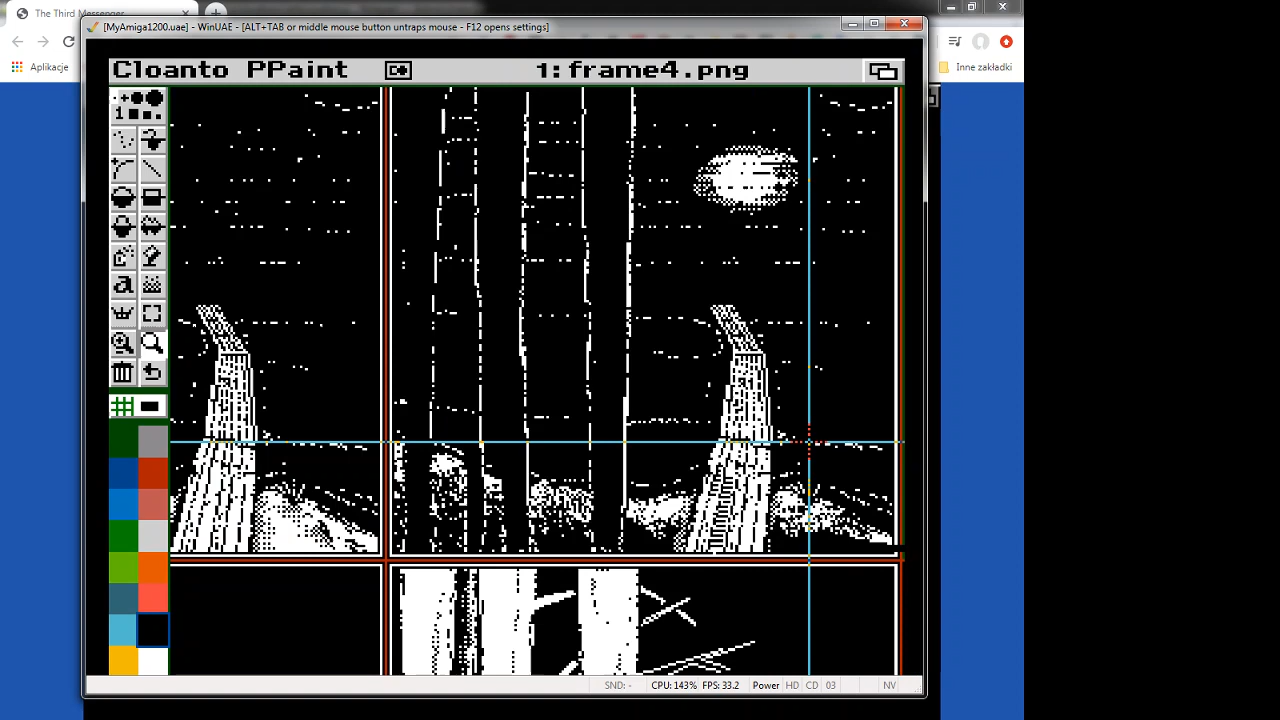 The Third Messenger
[MyAmiga1200.uae] - WinUAE - [ALT+TAB or middle mouse button untraps mouse - F12 opens settings]
Aplikacje
Inne zakładki
Cloanto PPaint
1:frame4.png
1
a
SND: -
CPU: 143%
FPS: 33.2
Power
HD
CD
03
NV